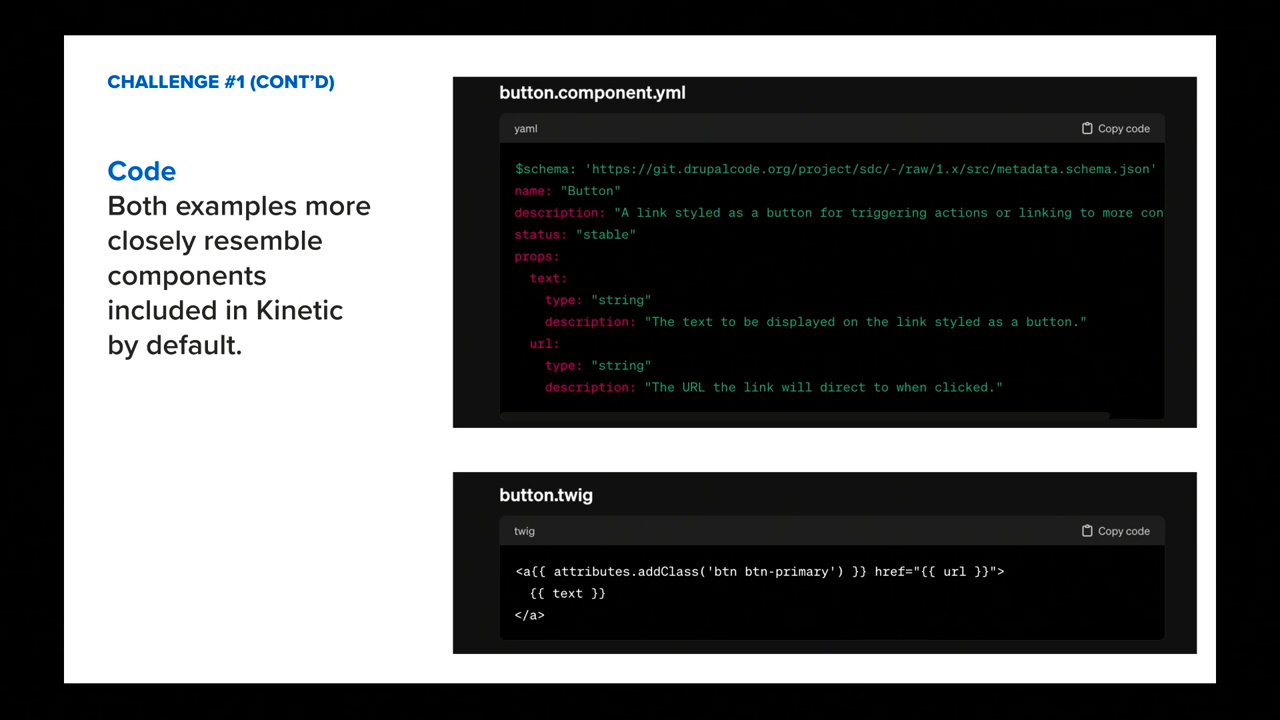 CHALLENGE #1 (CONT'D)
Code
Both examples more
closely resemble
components
included in Kinetic
by default.
button.component.yml
yaml
Copy code
$schema: 'https://git.drupalcode.org/project/sdc/-/raw/1.x/src/metadata.schema.json'
name: "Button"
description: "A link styled as a button for triggering actions or linking to more con
status: "stable"
props:
  text:
    type: "string"
    description: "The text to be displayed on the link styled as a button."
  url:
    type: "string"
    description: "The URL the link will direct to when clicked."
button.twig
twig
Copy code
<a{{ attributes.addClass('btn btn-primary') }} href="{{ url }}">
  {{ text }}
</a>